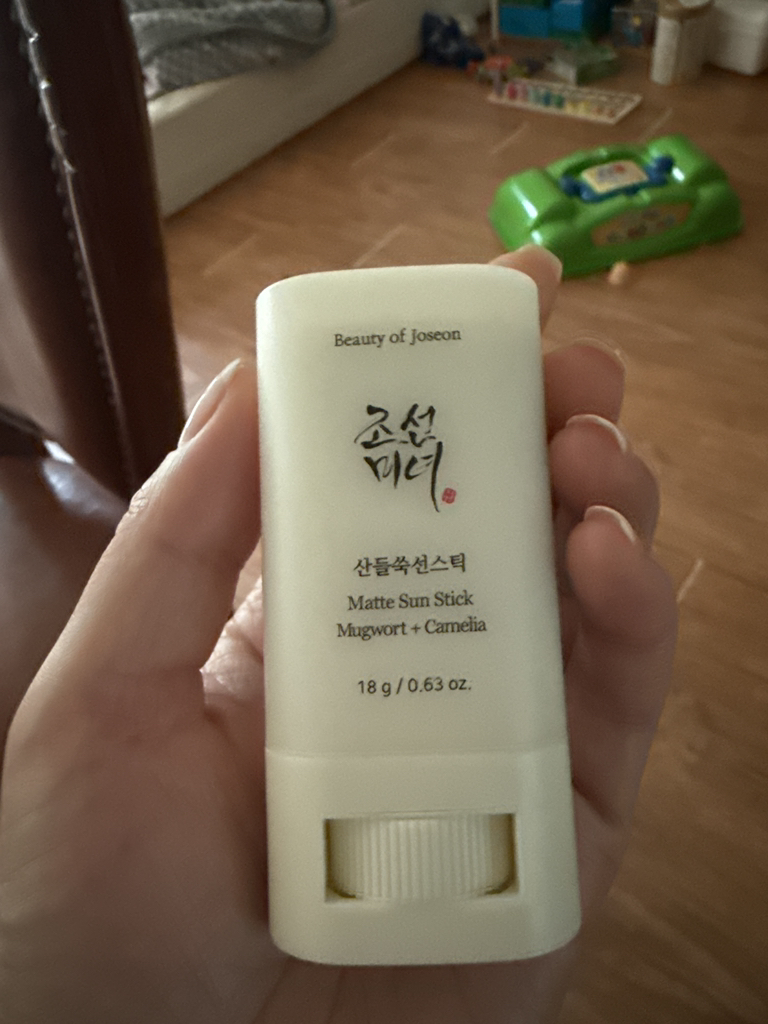 Beauty of Joseon
조선
미녀
산들쑥선스틱
Matte Sun Stick
Mugwort + Camelia
18 g / 0.63 oz.